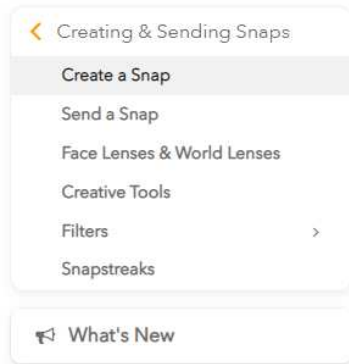 Creating & Sending Snaps
Create a Snap
Send a Snap
Face Lenses & World Lenses
Creative Tools
Filters
Snapstreaks
What's New